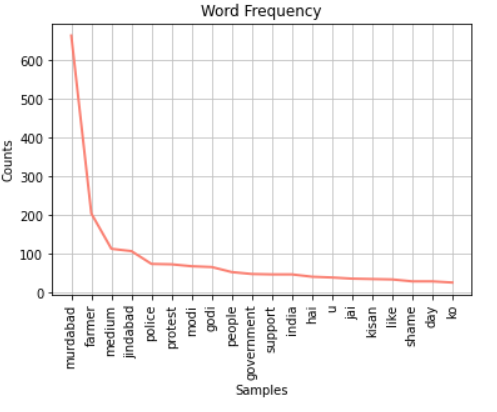 Word Frequency
Counts
600
500
400
300
200
100
0
murdabad
farmer
medium
jindabad
police
protest
modi
godi
people
government
support
india
hai
u
jai
kisan
like
shame
day
ko
Samples